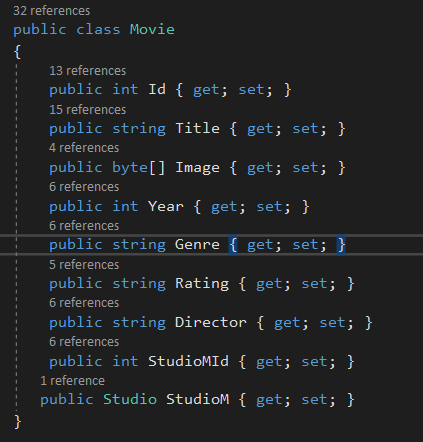 32 references
public class Movie
{
13 references
public int Id { get; set; }
15 references
public string Title { get; set; }
4 references
public byte[] Image { get; set; }
6 references
public int Year { get; set; }
6 references
public string Genre { get; set; }
5 references
public string Rating { get; set; }
6 references
public string Director { get; set; }
6 references
public int StudioMId { get; set; }
1 reference
public Studio StudioM { get; set; }
}